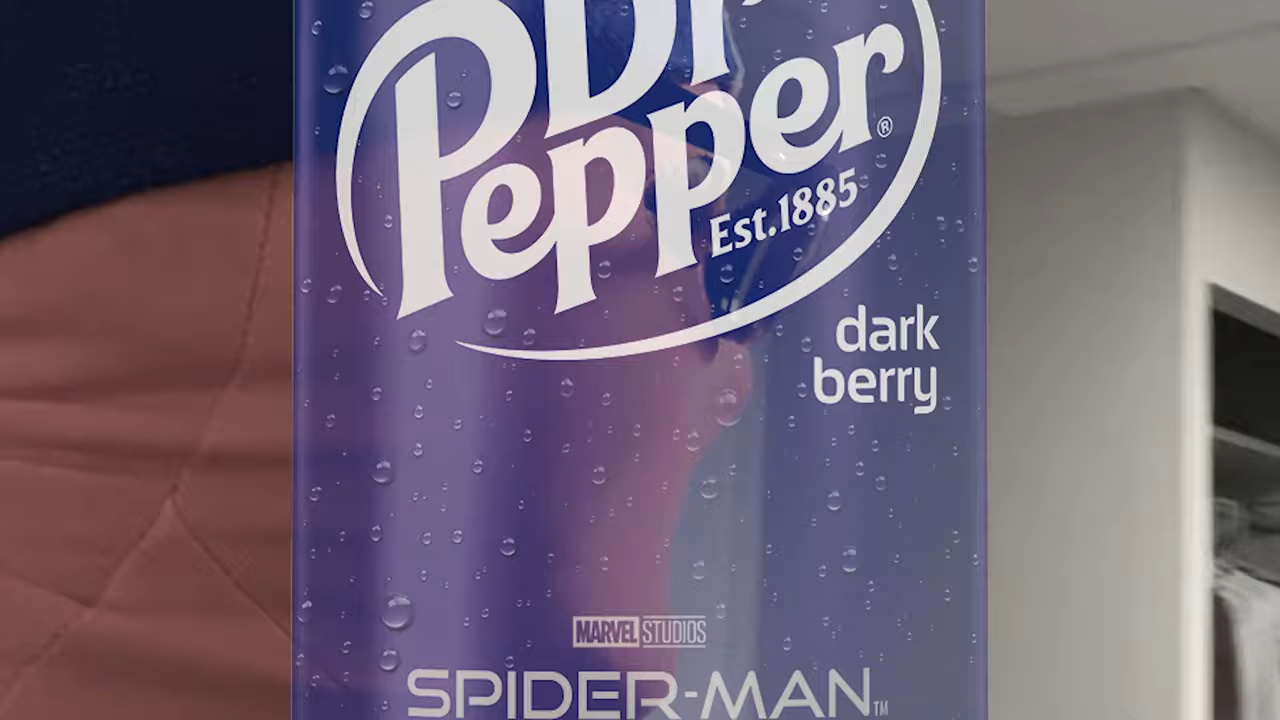 Dr
Pepper®
Est.1885
dark
berry
MARVEL STUDIOS
SPIDER-MAN™